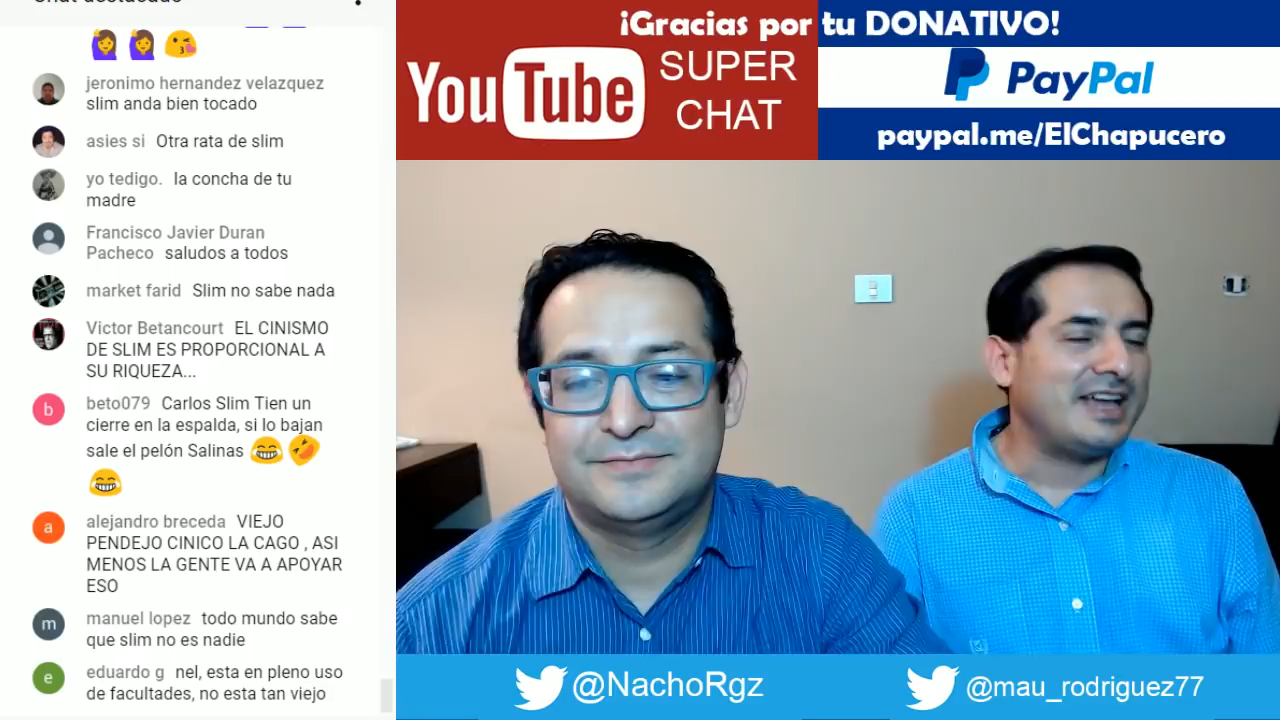 Chat destacado
jeronimo hernandez velazquez
slim anda bien tocado
asies si Otra rata de slim
yo tedigo. la concha de tu
madre
Francisco Javier Duran
Pacheco saludos a todos
market farid Slim no sabe nada
Victor Betancourt EL CINISMO
DE SLIM ES PROPORCIONAL A
SU RIQUEZA...
b
beto079 Carlos Slim Tien un
cierre en la espalda, si lo bajan
sale el pelón Salinas
a
alejandro breceda VIEJO
PENDEJO CINICO LA CAGO , ASI
MENOS LA GENTE VA A APOYAR
ESO
m
manuel lopez todo mundo sabe
que slim no es nadie
e
eduardo g nel, esta en pleno uso
de facultades, no esta tan viejo
¡Gracias por tu DONATIVO!
YouTube
SUPER
CHAT
PayPal
paypal.me/ElChapucero
@NachoRgz
@mau_rodriguez77